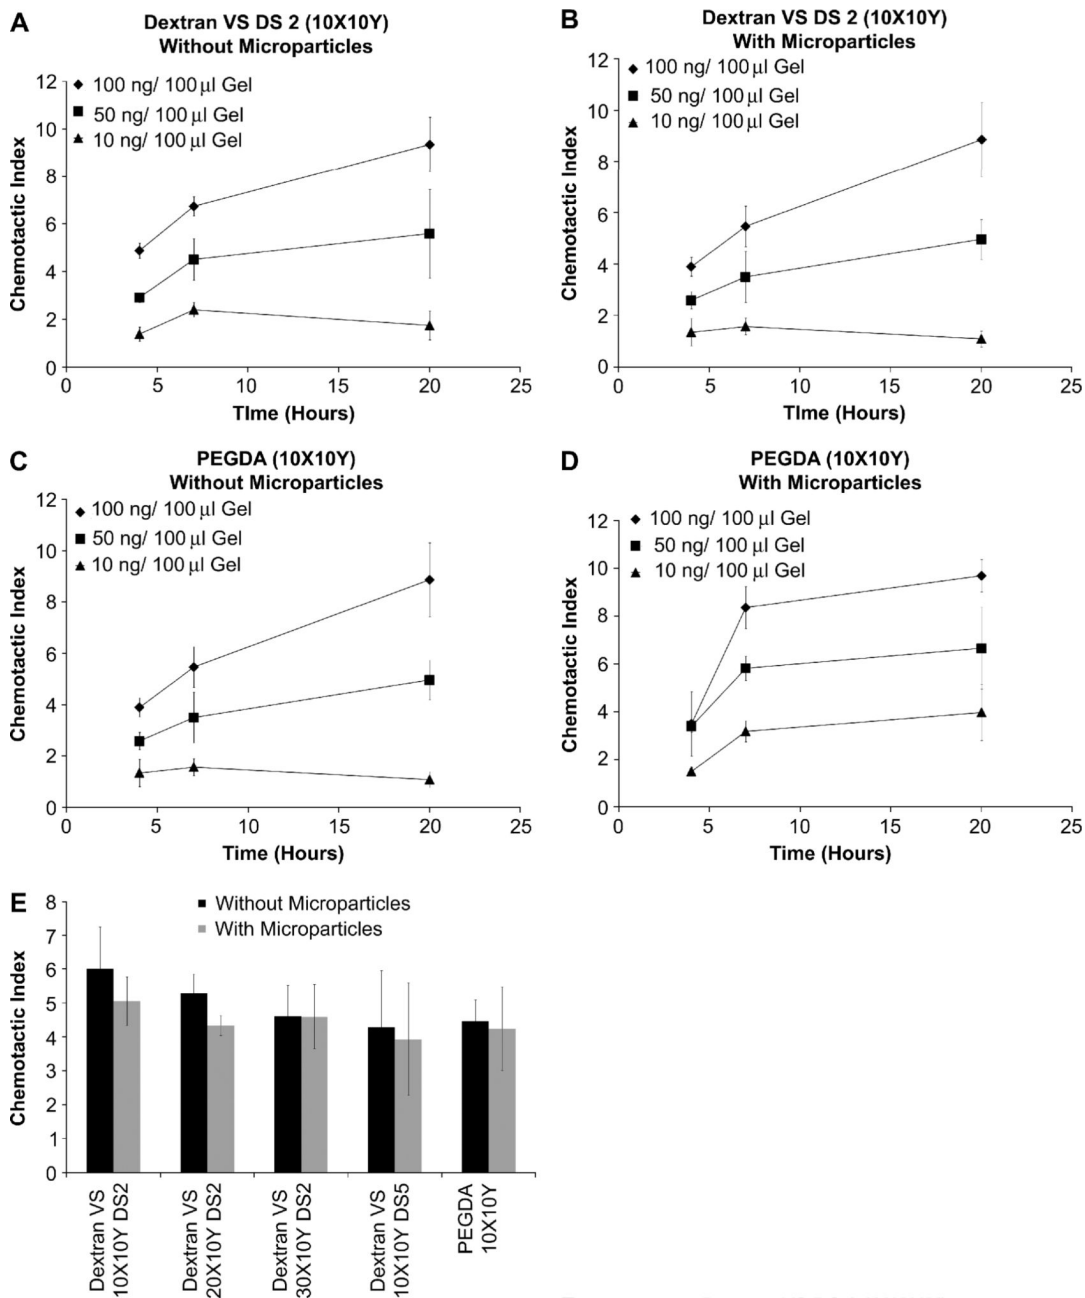 A
Dextran VS DS 2 (10X10Y)
Without Microparticles
12
10
8
6
4
2
0
Chemotactic Index
100 ng/ 100 µl Gel
50 ng/ 100 µl Gel
10 ng/ 100 µl Gel
0 5 10 15 20 25
TIme (Hours)
B
Dextran VS DS 2 (10X10Y)
With Microparticles
12
10
8
6
4
2
0
Chemotactic Index
100 ng/ 100 µl Gel
50 ng/ 100 µl Gel
10 ng/ 100 µl Gel
0 5 10 15 20 25
TIme (Hours)
C
PEGDA (10X10Y)
Without Microparticles
12
10
8
6
4
2
0
Chemotactic Index
100 ng/ 100 µl Gel
50 ng/ 100 µl Gel
10 ng/ 100 µl Gel
0 5 10 15 20 25
Time (Hours)
D
PEGDA (10X10Y)
With Microparticles
12
10
8
6
4
2
0
Chemotactic Index
100 ng/ 100 µl Gel
50 ng/ 100 µl Gel
10 ng/ 100 µl Gel
0 5 10 15 20 25
Time (Hours)
E
8
7
6
5
4
3
2
1
0
Chemotactic Index
Without Microparticles
With Microparticles
Dextran VS
10X10Y DS2
Dextran VS
20X10Y DS2
Dextran VS
30X10Y DS2
Dextran VS
10X10Y DS5
PEGDA
10X10Y